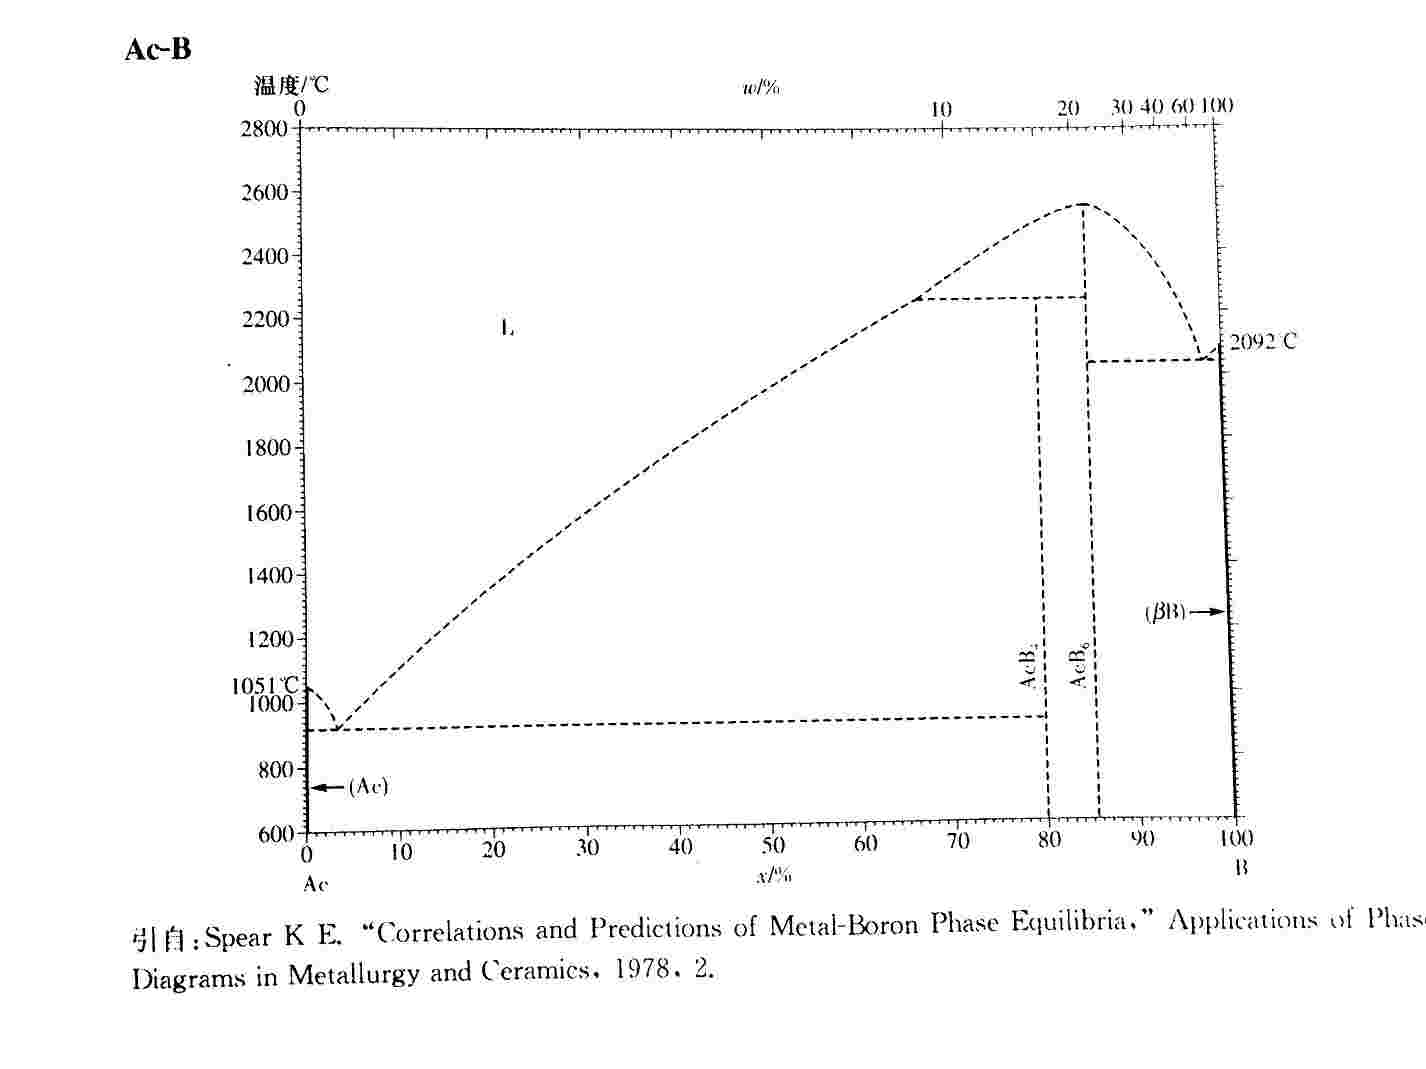 Ac-B
温度/℃
w/%
0 10 20 30 40 60 100
2800
2600
2400
2200
2000
1800
1600
1400
1200
1051℃
1000
800
600
L
2092℃
(βB)
AcB₄
AcB₆
(Ac)
0 10 20 30 40 50 60 70 80 90 100
Ac x/% B
引自:Spear K E. “Correlations and Predictions of Metal-Boron Phase Equilibria,” Applications of Phas
Diagrams in Metallurgy and Ceramics, 1978, 2.